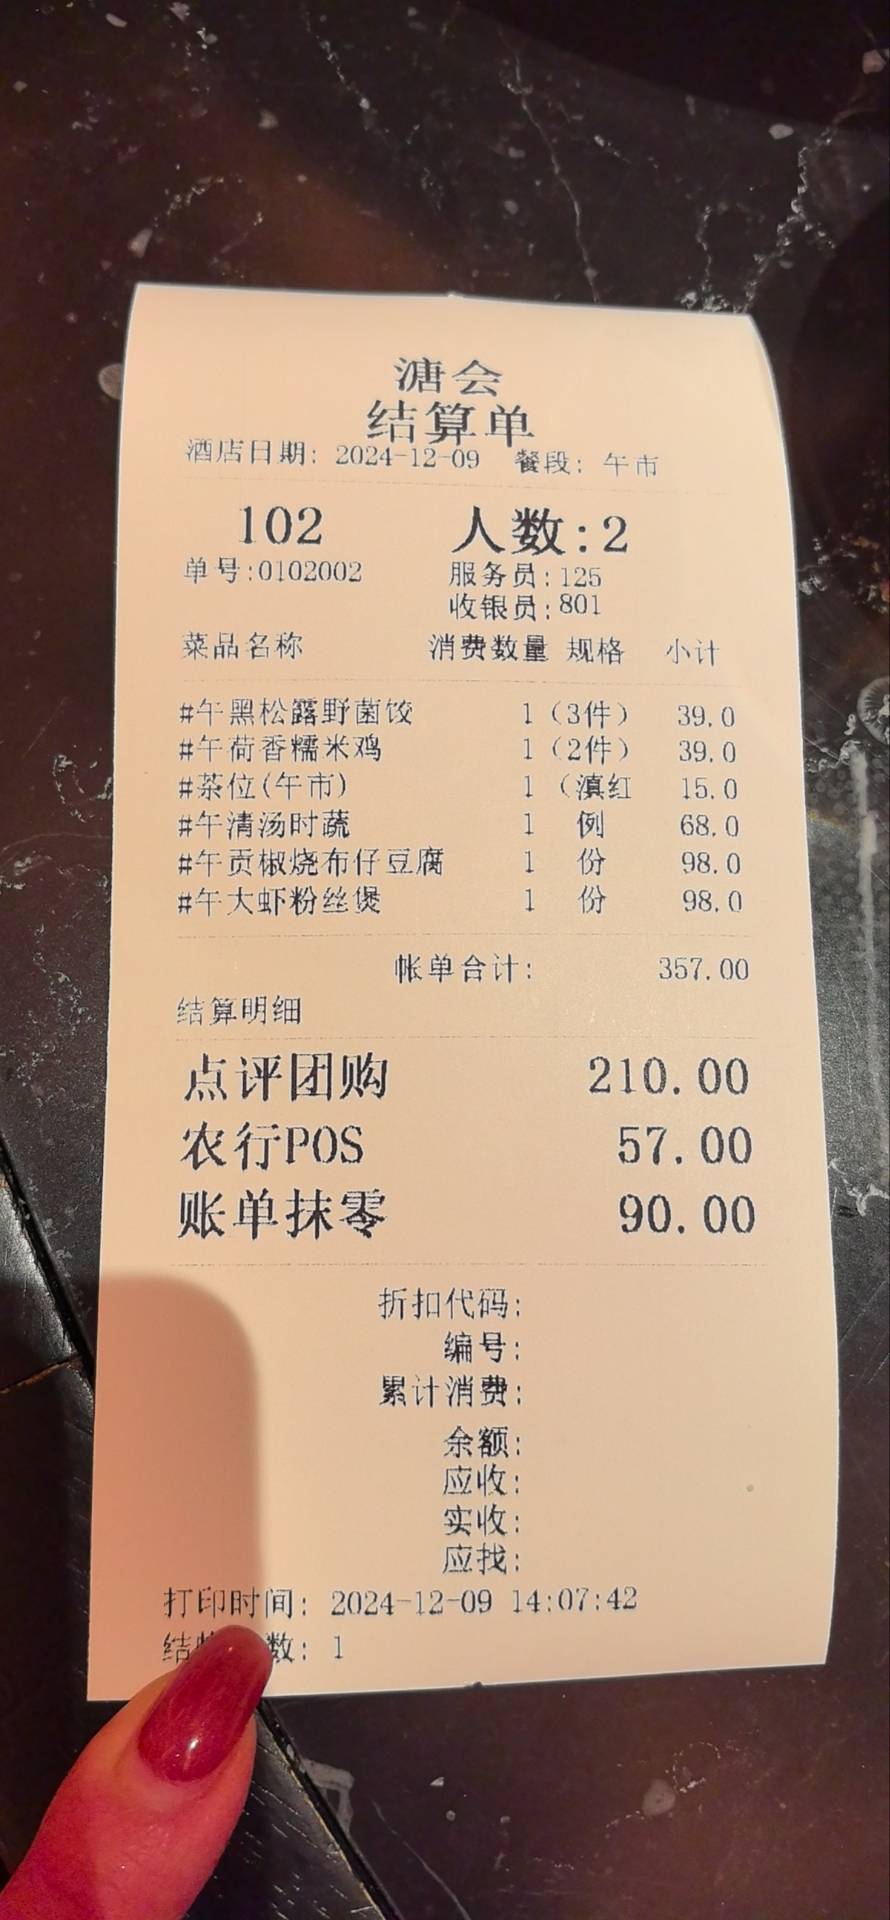 溏会
结算单
酒店日期: 2024-12-09 餐段: 午市
102 人数:2
单号:0102002 服务员:125
收银员:801
菜品名称 消费数量 规格 小计
#午黑松露野菌饺 1 (3件) 39.0
#午荷香糯米鸡 1 (2件) 39.0
#茶位(午市) 1 (滇红 15.0
#午清汤时蔬 1 例 68.0
#午贡椒烧布仔豆腐 1 份 98.0
#午大虾粉丝煲 1 份 98.0
帐单合计: 357.00
结算明细
点评团购 210.00
农行POS 57.00
账单抹零 90.00
折扣代码:
编号:
累计消费:
余额:
应收:
实收:
应找:
打印时间: 2024-12-09 14:07:42
结 数: 1